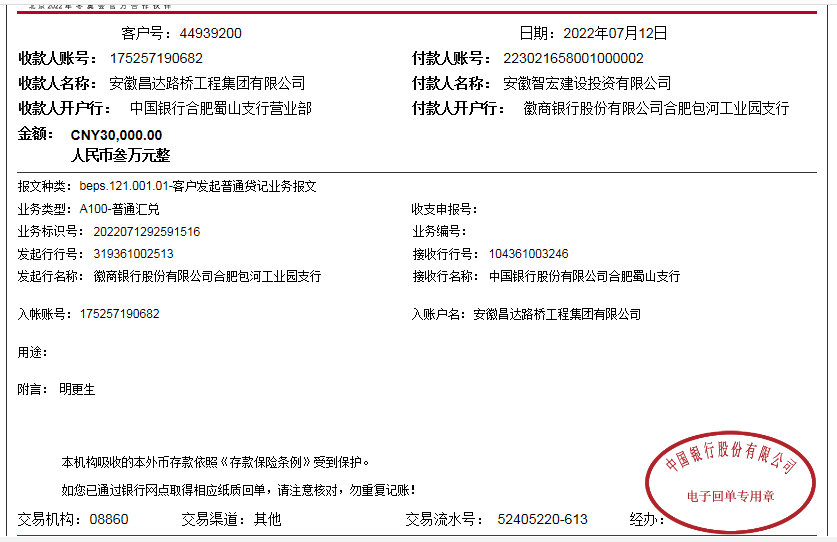 北京2022年冬奥会官方合作伙伴
客户号：44939200 日期：2022年07月12日
收款人账号：175257190682 付款人账号：223021658001000002
收款人名称：安徽昌达路桥工程集团有限公司 付款人名称：安徽智宏建设投资有限公司
收款人开户行：中国银行合肥蜀山支行营业部 付款人开户行：徽商银行股份有限公司合肥包河工业园支行
金额：CNY30,000.00
人民币叁万元整
报文种类：beps.121.001.01-客户发起普通贷记业务报文
业务类型：A100-普通汇兑 收支申报号：
业务标识号：2022071292591516 业务编号：
发起行行号：319361002513 接收行行号：104361003246
发起行名称：徽商银行股份有限公司合肥包河工业园支行 接收行名称：中国银行股份有限公司合肥蜀山支行
入帐账号：175257190682 入账户名：安徽昌达路桥工程集团有限公司
用途：
附言：明更生
本机构吸收的本外币存款依照《存款保险条例》受到保护。
如您已通过银行网点取得相应纸质回单，请注意核对，勿重复记账！
中国银行股份有限公司
电子回单专用章
交易机构：08860 交易渠道：其他 交易流水号：52405220-613 经办：